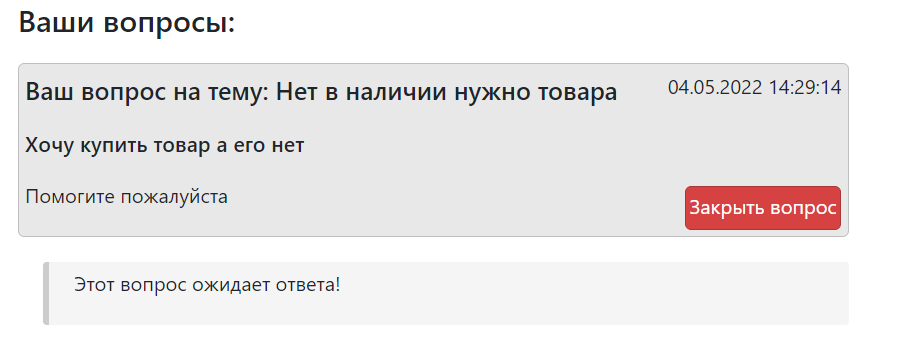 Ваши вопросы:
Ваш вопрос на тему: Нет в наличии нужно товара
04.05.2022 14:29:14
Хочу купить товар а его нет
Помогите пожалуйста
Закрыть вопрос
Этот вопрос ожидает ответа!